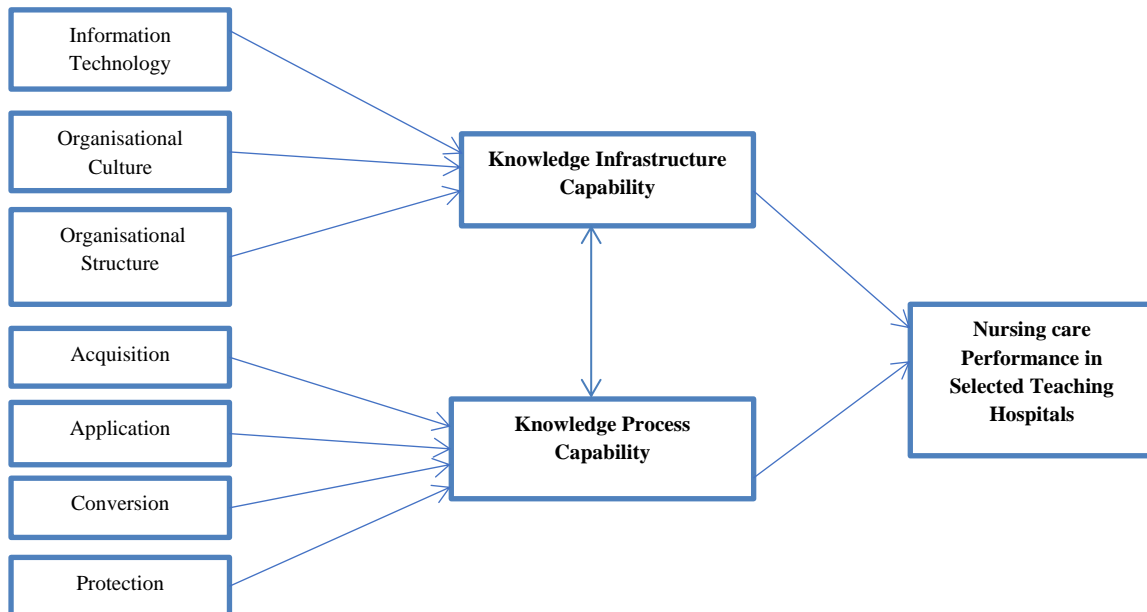 Information
Technology
Organisational
Culture
Organisational
Structure
Acquisition
Application
Conversion
Protection
Knowledge Infrastructure
Capability
Knowledge Process
Capability
Nursing care
Performance in
Selected Teaching
Hospitals